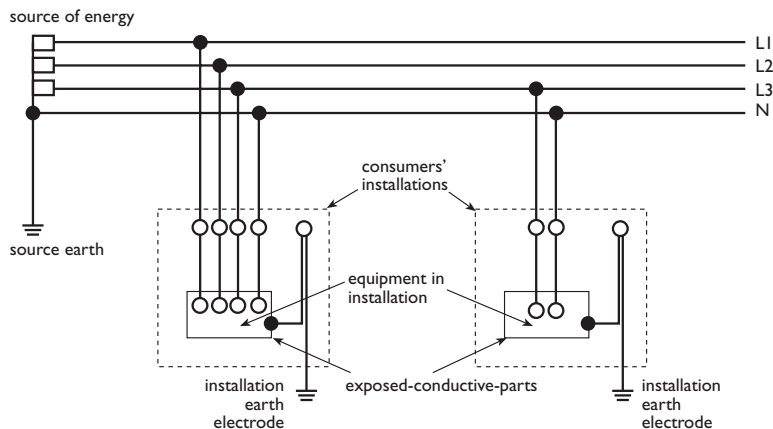 source of energy
L1
L2
L3
N
consumers’
installations
source earth
equipment in
installation
installation
earth
electrode
exposed-conductive-parts
installation
earth
electrode